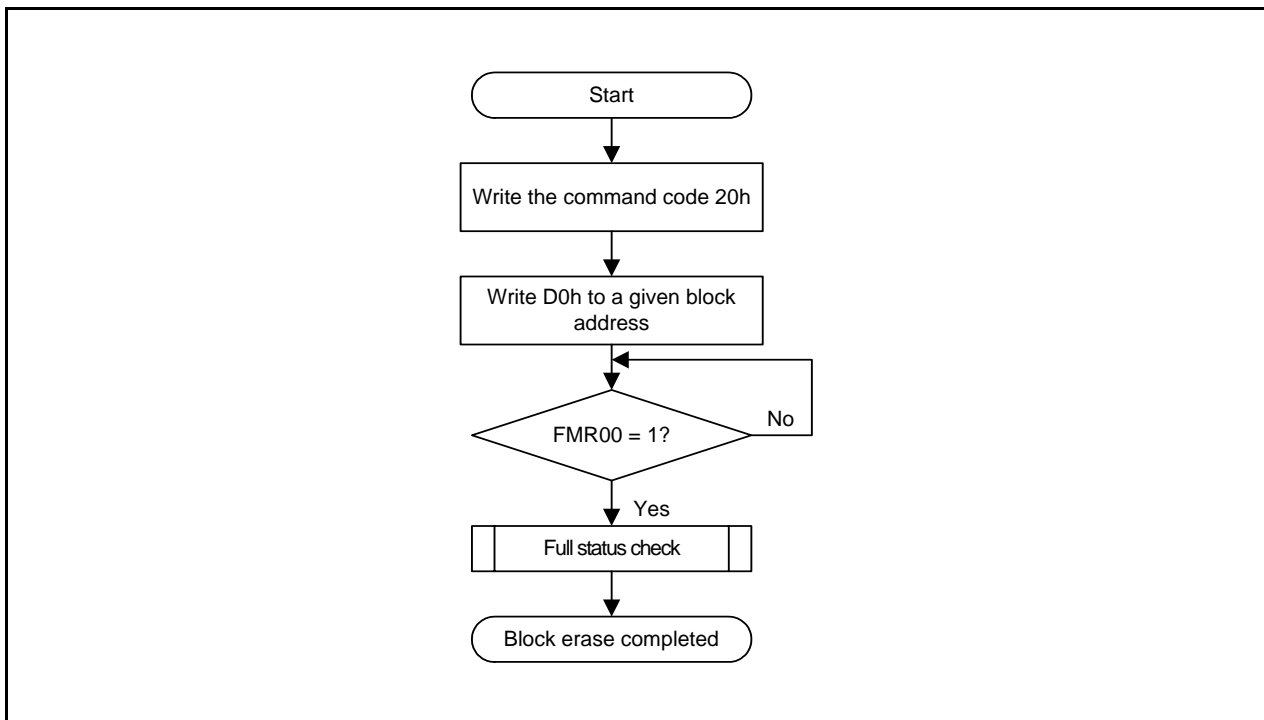 Start
Write the command code 20h
Write D0h to a given block
address
FMR00 = 1?
No
Yes
Full status check
Block erase completed